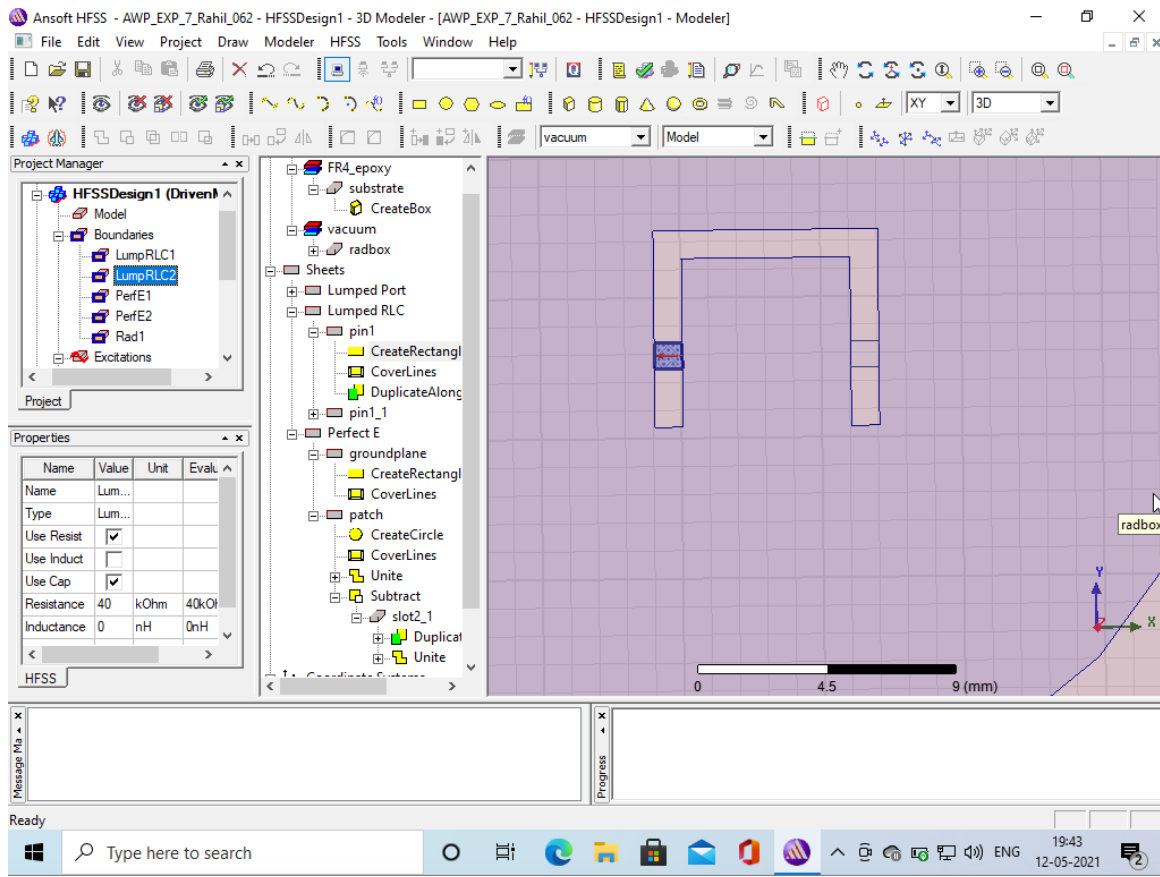 Ansoft HFSS - AWP_EXP_7_Rahil_062 - HFSSDesign1 - 3D Modeler - [AWP_EXP_7_Rahil_062 - HFSSDesign1 - Modeler]
File Edit View Project Draw Modeler HFSS Tools Window Help
XY 3D
vacuum Model
Project Manager
HFSSDesign1 (DrivenM
Model
Boundaries
LumpRLC1
LumpRLC2
PerfE1
PerfE2
Rad1
Excitations
Project
Properties
Name Value Unit Evalu
Name Lum...
Type Lum...
Use Resist
Use Induct
Use Cap
Resistance 40 kOhm 40kOh
Inductance 0 nH 0nH
HFSS
FR4_epoxy
substrate
CreateBox
vacuum
radbox
Sheets
Lumped Port
Lumped RLC
pin1
CreateRectangl
CoverLines
DuplicateAlong
pin1_1
Perfect E
groundplane
CreateRectangl
CoverLines
patch
CreateCircle
CoverLines
Unite
Subtract
slot2_1
Duplicat
Unite
Coordinate Systems
radbox
Y
X
Z
0 4.5 9 (mm)
Message Ma
Progress
Ready
Type here to search
ENG
19:43
12-05-2021
2